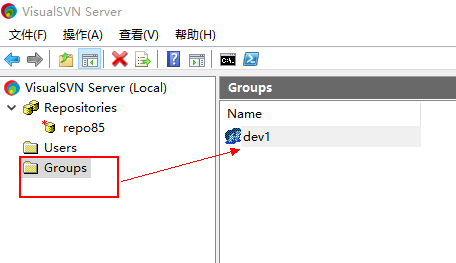 VisualSVN Server
文件(F) 操作(A) 查看(V) 帮助(H)
VisualSVN Server (Local)
Repositories
repo85
Users
Groups
Groups
Name
dev1